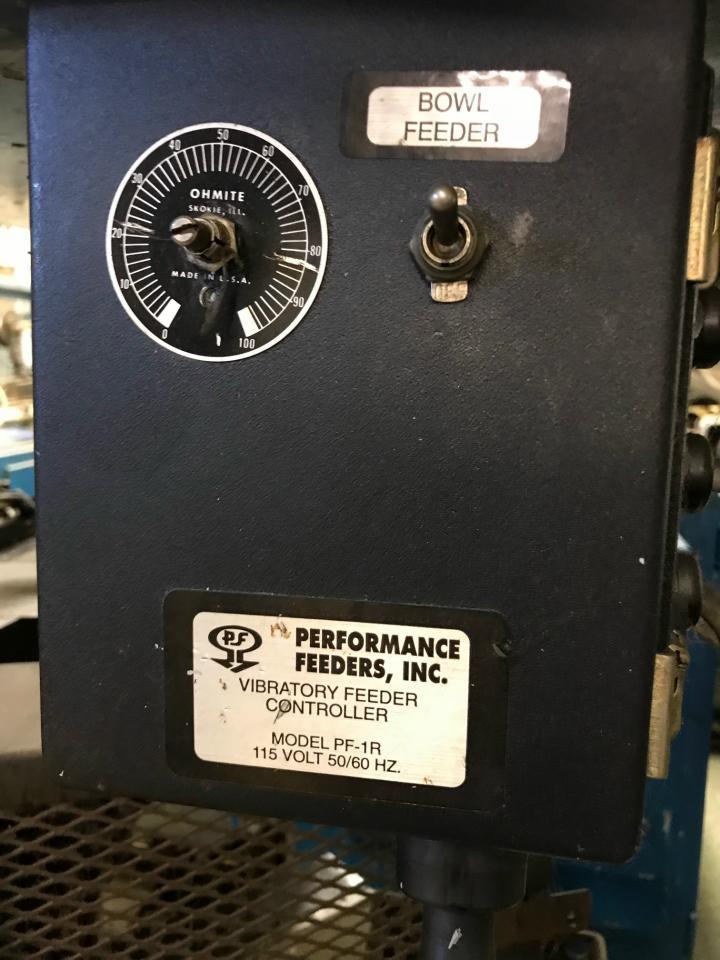 BOWL
FEEDER
0
10
20
30
40
50
60
70
80
90
100
OHMITE
SKOKIE, ILL.
MADE IN U.S.A.
OFF
PF
PERFORMANCE
FEEDERS, INC.
VIBRATORY FEEDER
CONTROLLER
MODEL PF-1R
115 VOLT 50/60 HZ.